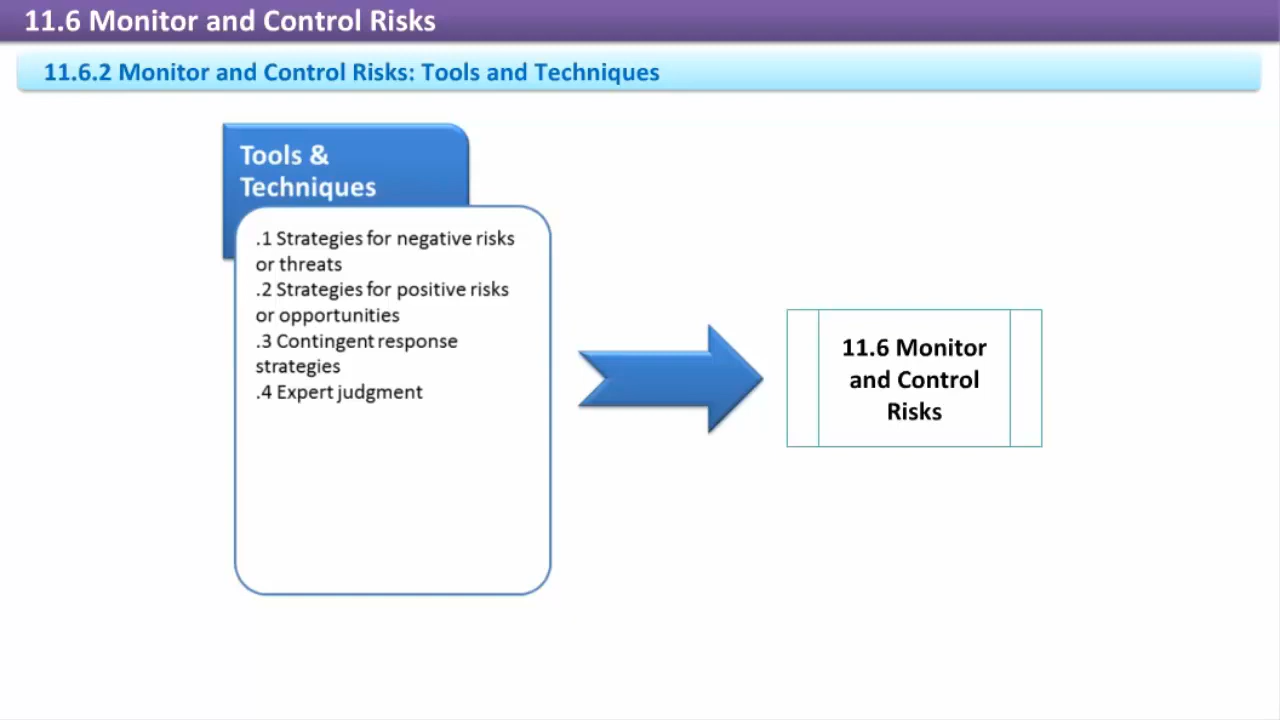 11.6 Monitor and Control Risks
11.6.2 Monitor and Control Risks: Tools and Techniques
Tools &
Techniques
.1 Strategies for negative risks
or threats
.2 Strategies for positive risks
or opportunities
.3 Contingent response
strategies
.4 Expert judgment
11.6 Monitor
and Control
Risks